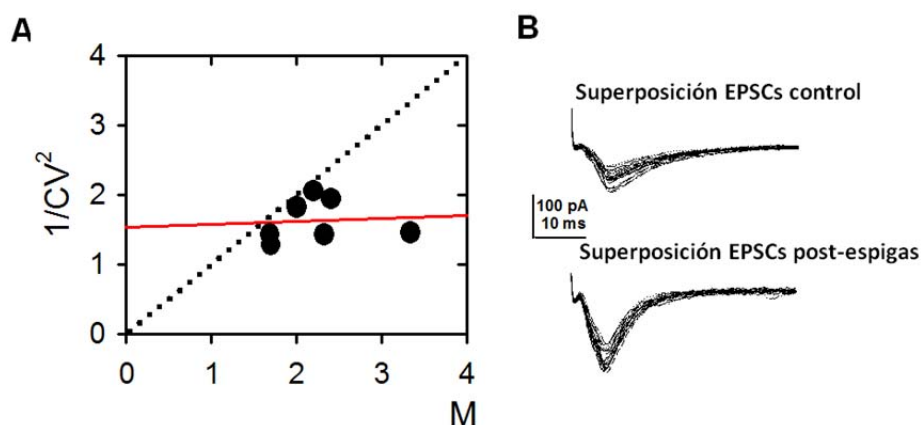 A
B
4
3
2
1
0
1/CV²
0 1 2 3 4
M
Superposición EPSCs control
100 pA
10 ms
Superposición EPSCs post-espigas